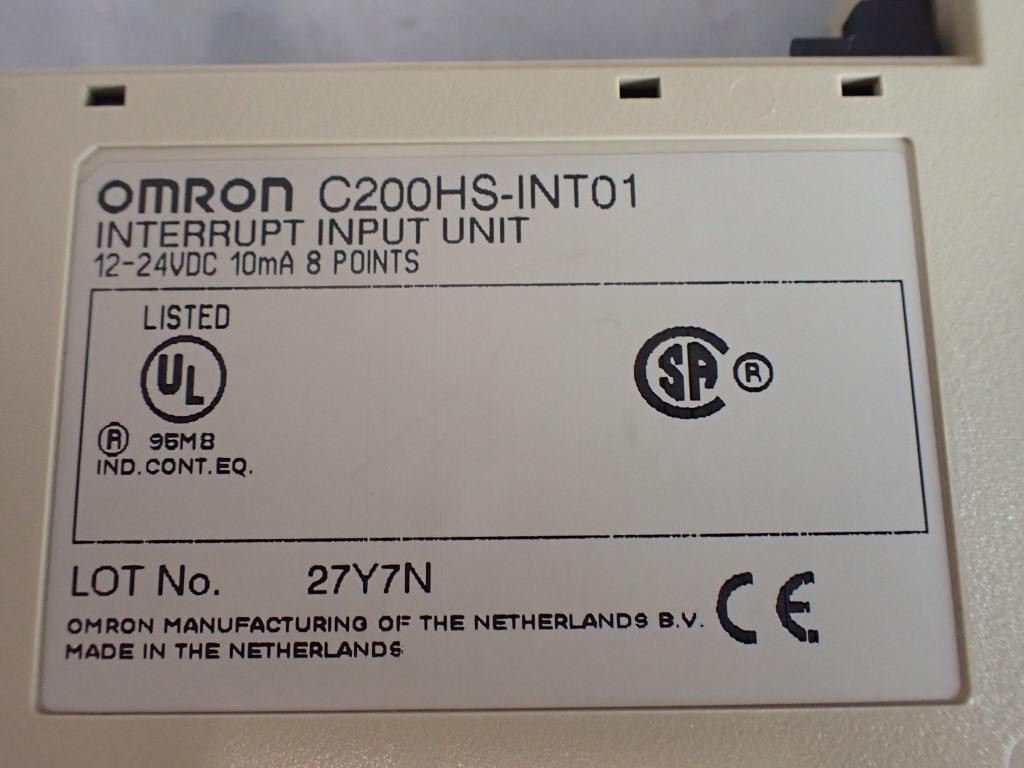 OMRON C200HS-INT01
INTERRUPT INPUT UNIT
12-24VDC 10mA 8 POINTS
LISTED
UL
SA ®
® 95M8
IND.CONT.EQ.
LOT No. 27Y7N
OMRON MANUFACTURING OF THE NETHERLANDS B.V.
MADE IN THE NETHERLANDS
CE